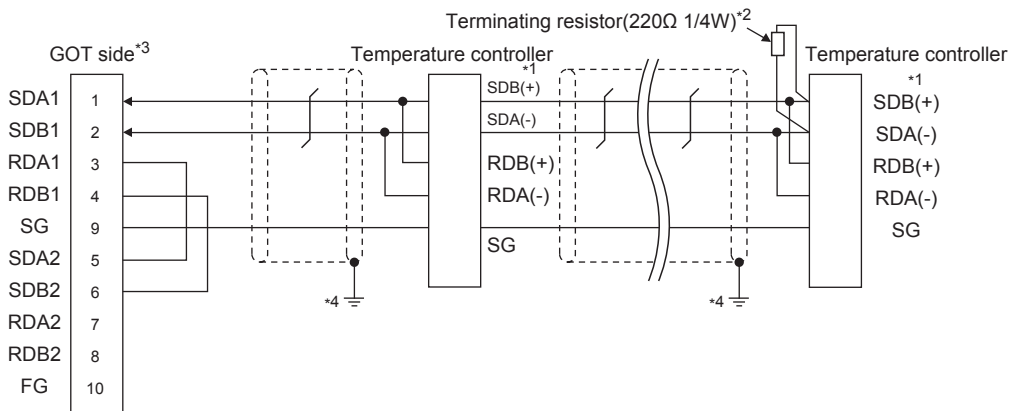 Terminating resistor(220Ω 1/4W)*2
GOT side*3
Temperature controller
*1
Temperature controller
*1
SDA1 1
SDB1 2
RDA1 3
RDB1 4
SG 9
SDA2 5
SDB2 6
RDA2 7
RDB2 8
FG 10
SDB(+)
SDA(-)
RDB(+)
RDA(-)
SG
SDB(+)
SDA(-)
RDB(+)
RDA(-)
SG
*4
*4